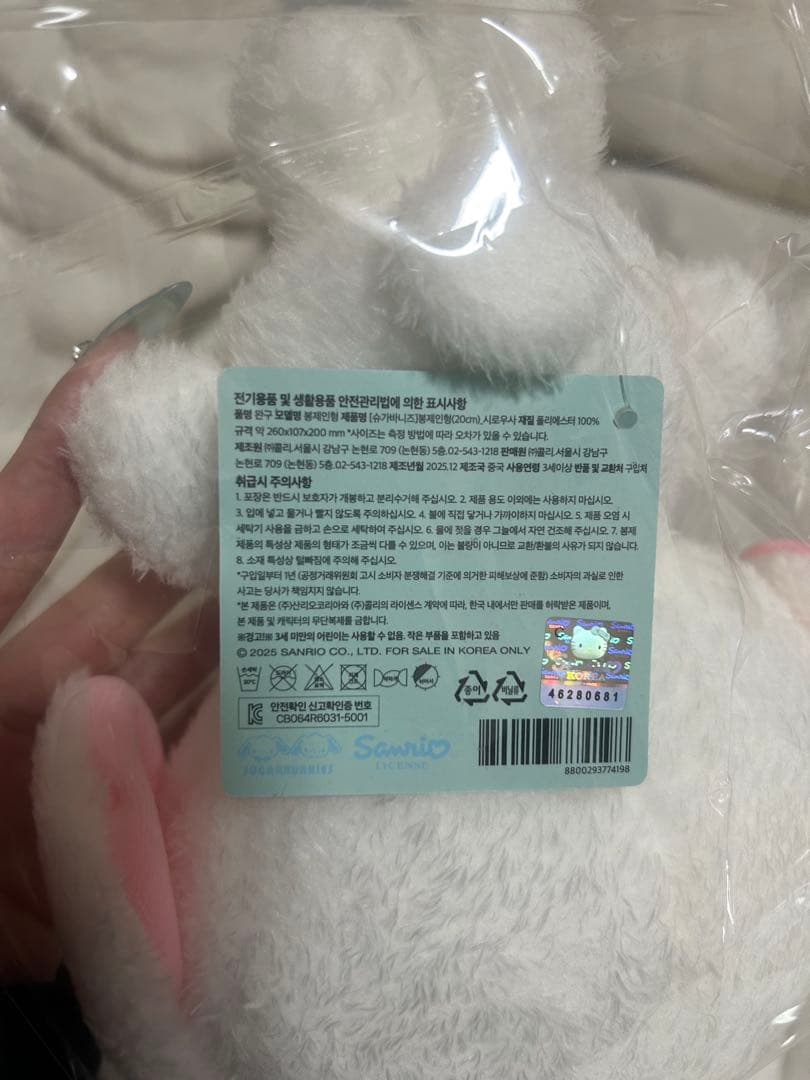 전기용품 및 생활용품 안전관리법에 의한 표시사항
품명 완구 모델명 봉제인형 제품명 [슈가바니즈]봉제인형(20cm)_시로우사 재질 폴리에스터 100%
규격 약 260x107x200 mm *사이즈는 측정 방법에 따라 오차가 있을 수 있습니다.
제조원 ㈜콜리.서울시 강남구 논현로 709 (논현동) 5층.02-543-1218 판매원 ㈜콜리.서울시 강남구
논현로 709 (논현동) 5층.02-543-1218 제조년월 2025.12 제조국 중국 사용연령 3세이상 반품 및 교환처 구입처
취급시 주의사항
1. 포장은 반드시 보호자가 개봉하고 분리수거해 주십시오. 2. 제품 용도 이외에는 사용하지 마십시오.
3. 입에 넣고 물거나 빨지 않도록 주의하십시오. 4. 불에 직접 닿거나 가까이하지 마십시오. 5. 제품 오염 시
세탁기 사용을 금하고 손으로 세탁하여 주십시오. 6. 물에 젖을 경우 그늘에서 자연 건조해 주십시오. 7. 봉제
제품의 특성상 제품의 형태가 조금씩 다를 수 있으며, 이는 불량이 아니므로 교환/환불의 사유가 되지 않습니다.
8. 소재 특성상 털빠짐에 주의해 주십시오.
*구입일부터 1년 (공정거래위원회 고시 소비자 분쟁해결 기준에 의거한 피해보상에 준함) 소비자의 과실로 인한
사고는 당사가 책임지지 않습니다.
*본 제품은 (주)산리오코리아와 (주)콜리의 라이센스 계약에 따라, 한국 내에서만 판매를 허락받은 제품이며,
본 제품 및 캐릭터의 무단복제를 금합니다.
※경고!※ 3세 미만의 어린이는 사용할 수 없음. 작은 부품을 포함하고 있음
© 2025 SANRIO CO., LTD. FOR SALE IN KOREA ONLY
손세탁
30℃
종이
비닐류
KOREA
46280681
안전확인 신고확인증 번호
CB064R6031-5001
SUGARBUNNIES
Sanrio
LICENSE
8800293774198